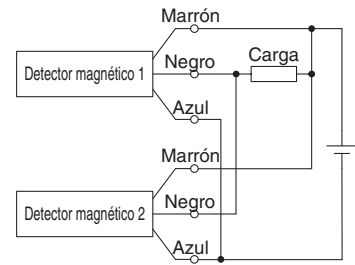 Marrón
Detector magnético 1
Negro
Carga
Azul
Marrón
Detector magnético 2
Negro
Azul